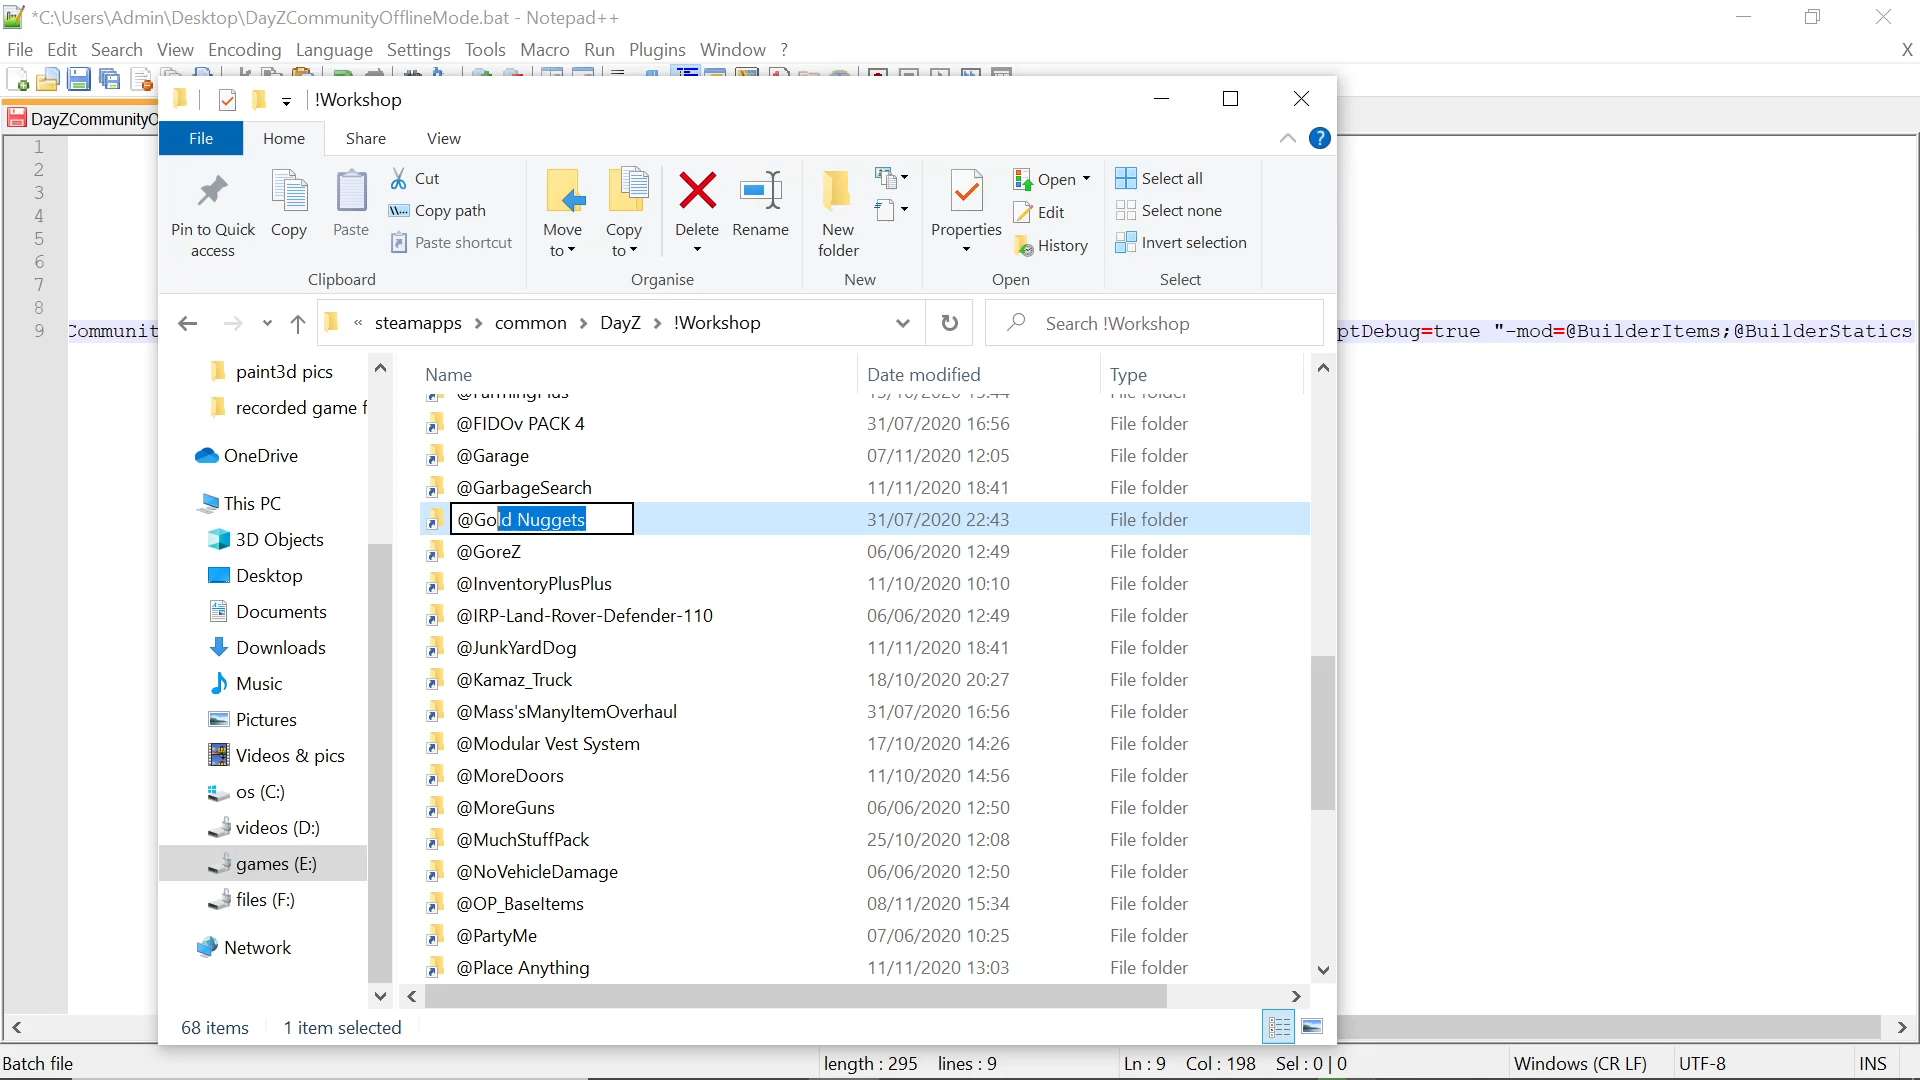 *C:\Users\Admin\Desktop\DayZCommunityOfflineMode.bat - Notepad++
File Edit Search View Encoding Language Settings Tools Macro Run Plugins Window ? X
!Workshop
DayZCommunityO
File Home Share View
Pin to Quick access
Copy
Paste
Cut
Copy path
Paste shortcut
Clipboard
Move to
Copy to
Delete
Rename
Organise
New folder
New
Properties
Open
Edit
History
Open
Select all
Select none
Invert selection
Select
« steamapps > common > DayZ > !Workshop
Search !Workshop
1
2
3
4
5
6
7
8
9 Communit
ptDebug=true "-mod=@BuilderItems;@BuilderStatics
paint3d pics
recorded game f
OneDrive
This PC
3D Objects
Desktop
Documents
Downloads
Music
Pictures
Videos & pics
os (C:)
videos (D:)
games (E:)
files (F:)
Network
Name Date modified Type
@FIDOv PACK 4 31/07/2020 16:56 File folder
@Garage 07/11/2020 12:05 File folder
@GarbageSearch 11/11/2020 18:41 File folder
@Gold Nuggets 31/07/2020 22:43 File folder
@GoreZ 06/06/2020 12:49 File folder
@InventoryPlusPlus 11/10/2020 10:10 File folder
@IRP-Land-Rover-Defender-110 06/06/2020 12:49 File folder
@JunkYardDog 11/11/2020 18:41 File folder
@Kamaz_Truck 18/10/2020 20:27 File folder
@Mass'sManyItemOverhaul 31/07/2020 16:56 File folder
@Modular Vest System 17/10/2020 14:26 File folder
@MoreDoors 11/10/2020 14:56 File folder
@MoreGuns 06/06/2020 12:50 File folder
@MuchStuffPack 25/10/2020 12:08 File folder
@NoVehicleDamage 06/06/2020 12:50 File folder
@OP_BaseItems 08/11/2020 15:34 File folder
@PartyMe 07/06/2020 10:25 File folder
@Place Anything 11/11/2020 13:03 File folder
68 items 1 item selected
Batch file length : 295 lines : 9 Ln : 9 Col : 198 Sel : 0 | 0 Windows (CR LF) UTF-8 INS